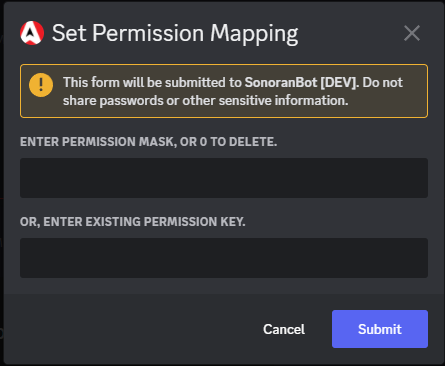 Set Permission Mapping
This form will be submitted to SonoranBot [DEV]. Do not
share passwords or other sensitive information.
ENTER PERMISSION MASK, OR 0 TO DELETE.
OR, ENTER EXISTING PERMISSION KEY.
Cancel
Submit